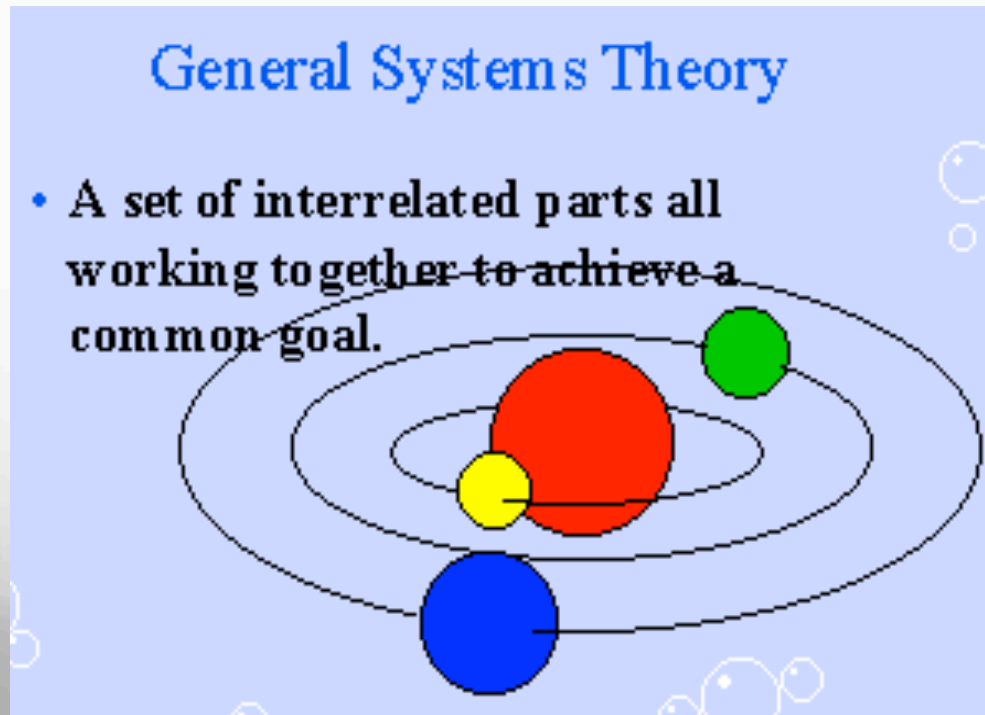 General Systems Theory
• A set of interrelated parts all
working together to achieve a
common goal.